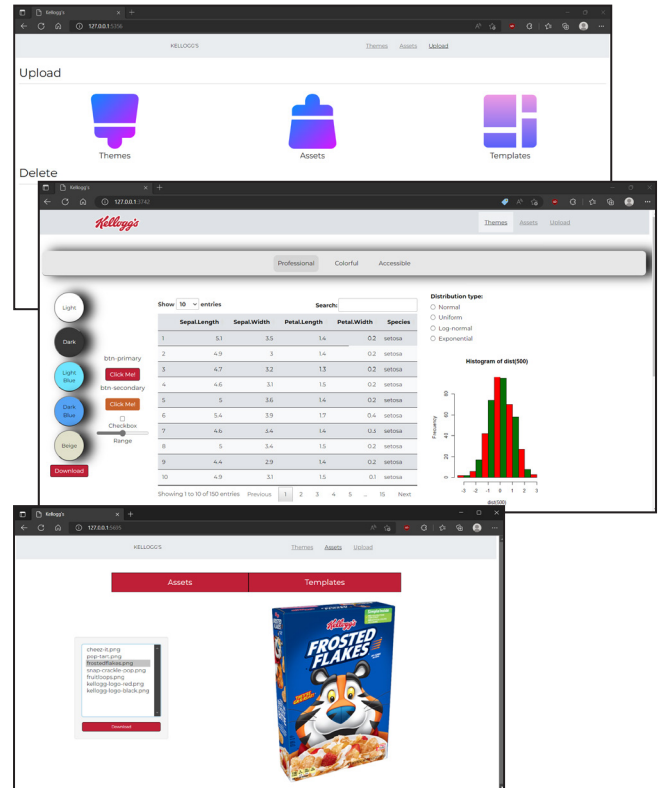 Kellogg's
127.0.0.1:5356
KELLOGG'S Themes Assets Upload
Upload
Themes Assets Templates
Delete
Kellogg's
127.0.0.1:3742
Kellogg's Themes Assets Upload
Professional Colorful Accessible
Light
Dark
Light
Blue
Dark
Blue
Beige
Download
btn-primary
Click Me!
btn-secondary
Click Me!
Checkbox
Range
Show 10 entries Search:
Sepal.Length Sepal.Width Petal.Length Petal.Width Species
1 5.1 3.5 1.4 0.2 setosa
2 4.9 3 1.4 0.2 setosa
3 4.7 3.2 1.3 0.2 setosa
4 4.6 3.1 1.5 0.2 setosa
5 5 3.6 1.4 0.2 setosa
6 5.4 3.9 1.7 0.4 setosa
7 4.6 3.4 1.4 0.3 setosa
8 5 3.4 1.5 0.2 setosa
9 4.4 2.9 1.4 0.2 setosa
10 4.9 3.1 1.5 0.1 setosa
Showing 1 to 10 of 150 entries Previous 1 2 3 4 5 … 15 Next
Distribution type:
Normal
Uniform
Log-normal
Exponential
Histogram of dist(500)
Frequency
0 20 40 60 80
-3 -2 -1 0 1 2 3
dist(500)
Kellogg's
KELLOGG'S Themes Assets Upload
Assets Templates
cheez-it.png
pop-tart.png
frostedflakes.png
snap-crackle-pop.png
fruitloops.png
kellogg-logo-red.png
kellogg-logo-black.png
Download
Kellogg's
FROSTED
FLAKES